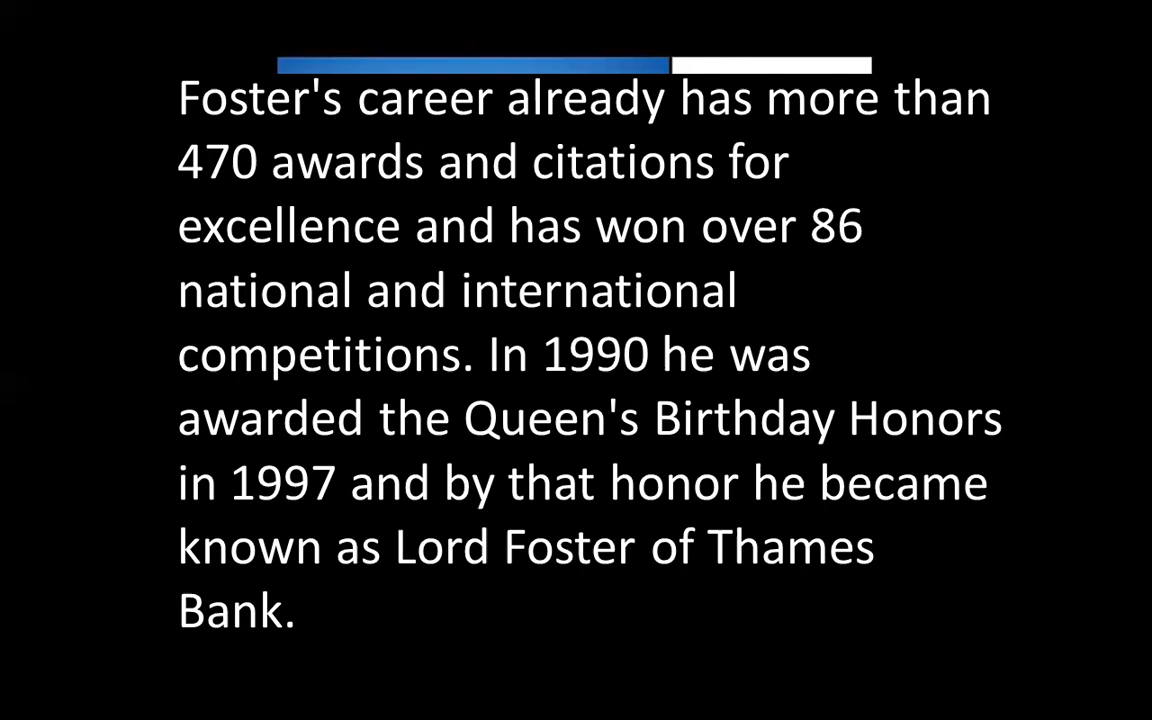 Foster's career already has more than
470 awards and citations for
excellence and has won over 86
national and international
competitions. In 1990 he was
awarded the Queen's Birthday Honors
in 1997 and by that honor he became
known as Lord Foster of Thames
Bank.